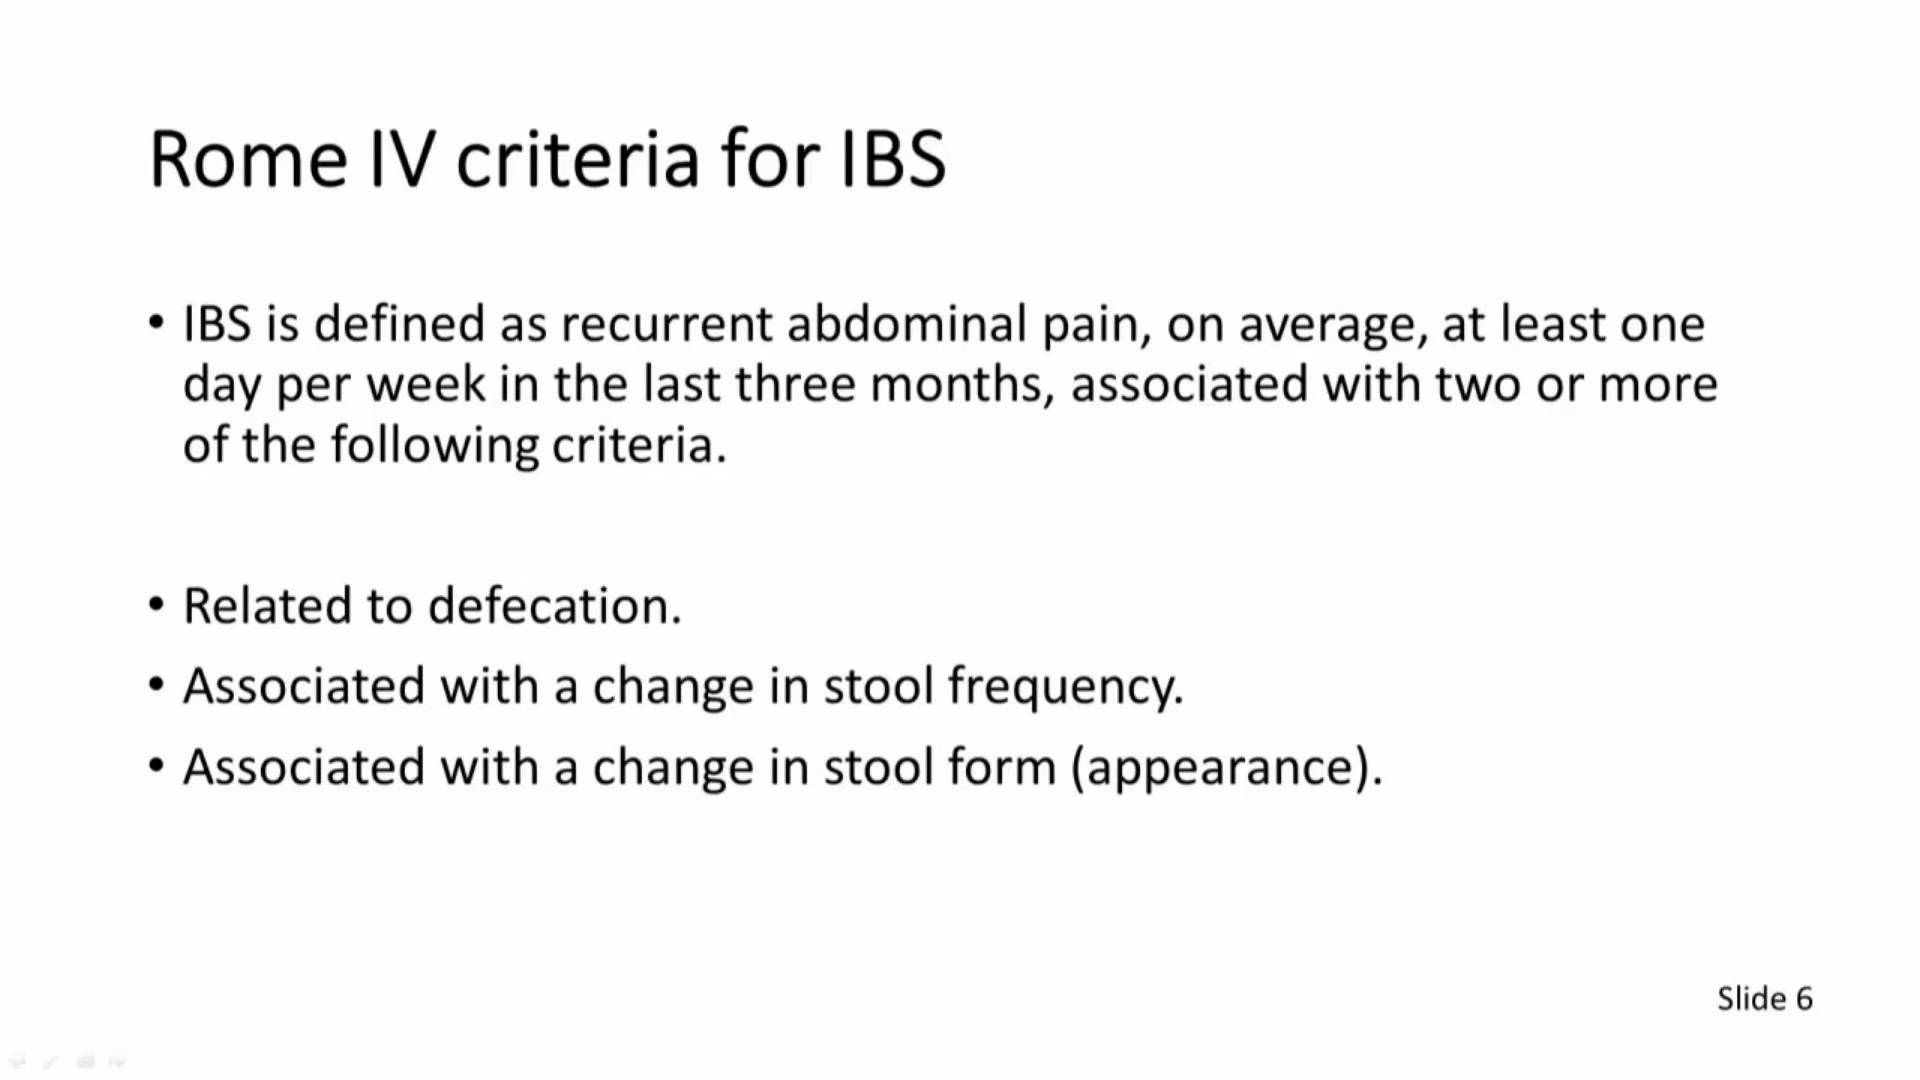 Rome IV criteria for IBS
• IBS is defined as recurrent abdominal pain, on average, at least one
day per week in the last three months, associated with two or more
of the following criteria.
• Related to defecation.
• Associated with a change in stool frequency.
• Associated with a change in stool form (appearance).
Slide 6